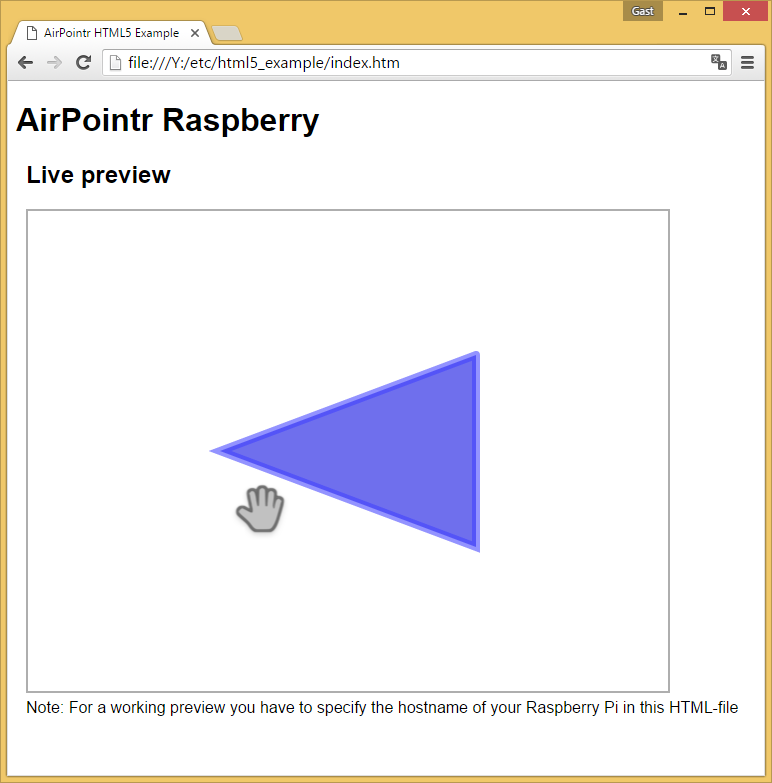 Gast
AirPointr HTML5 Example
file:///Y:/etc/html5_example/index.htm
AirPointr Raspberry
Live preview
Note: For a working preview you have to specify the hostname of your Raspberry Pi in this HTML-file